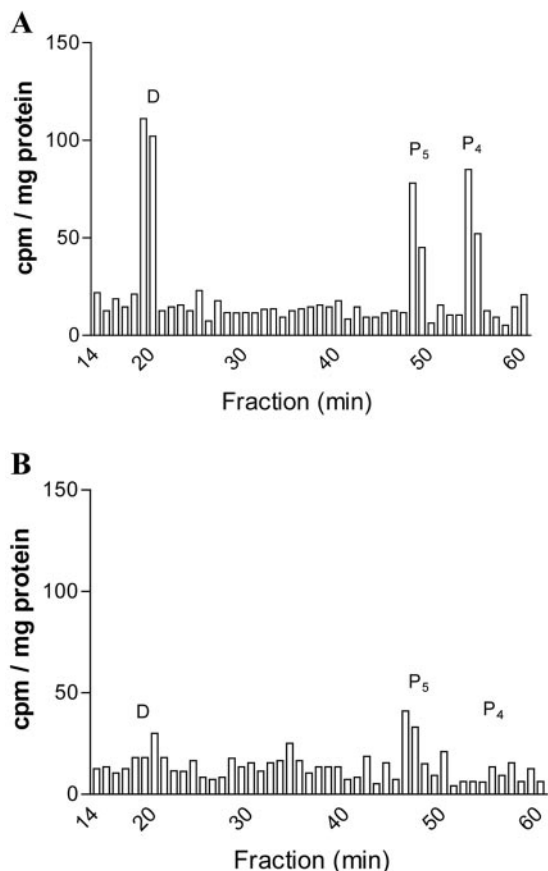 A
150
D
100
P₅ P₄
cpm / mg protein
50
0
14 20 30 40 50 60
Fraction (min)
B
150
100
cpm / mg protein
50
P₅
D P₄
0
14 20 30 40 50 60
Fraction (min)